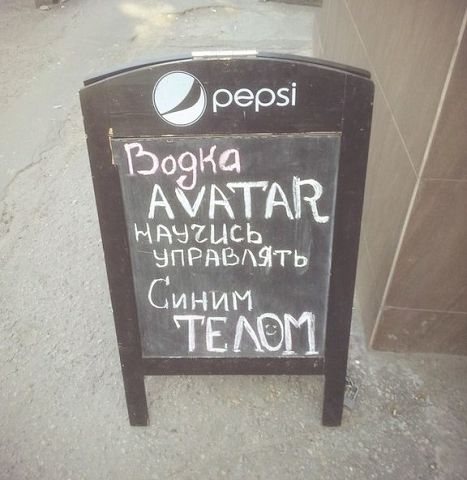 pepsi
Водка
AVATAR
НАУЧИСЬ
УПРАВЛЯТЬ
Синим
ТЕЛОМ